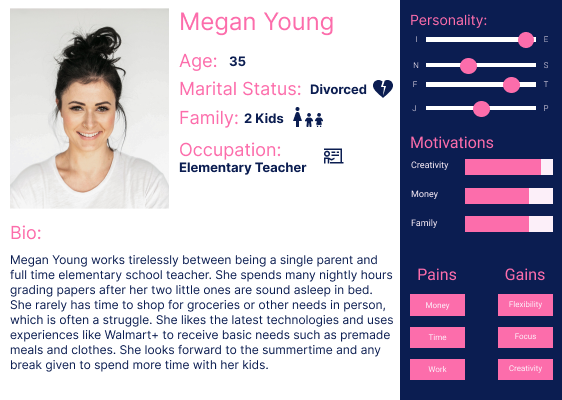 Megan Young
Age: 35
Marital Status: Divorced
Family: 2 Kids
Occupation:
Elementary Teacher
Bio:
Megan Young works tirelessly between being a single parent and
full time elementary school teacher. She spends many nightly hours
grading papers after her two little ones are sound asleep in bed.
She rarely has time to shop for groceries or other needs in person,
which is often a struggle. She likes the latest technologies and uses
experiences like Walmart+ to receive basic needs such as premade
meals and clothes. She looks forward to the summertime and any
break given to spend more time with her kids.
Personality:
I E
N S
F T
J P
Motivations
Creativity
Money
Family
Pains Gains
Money Flexibility
Time Focus
Work Creativity